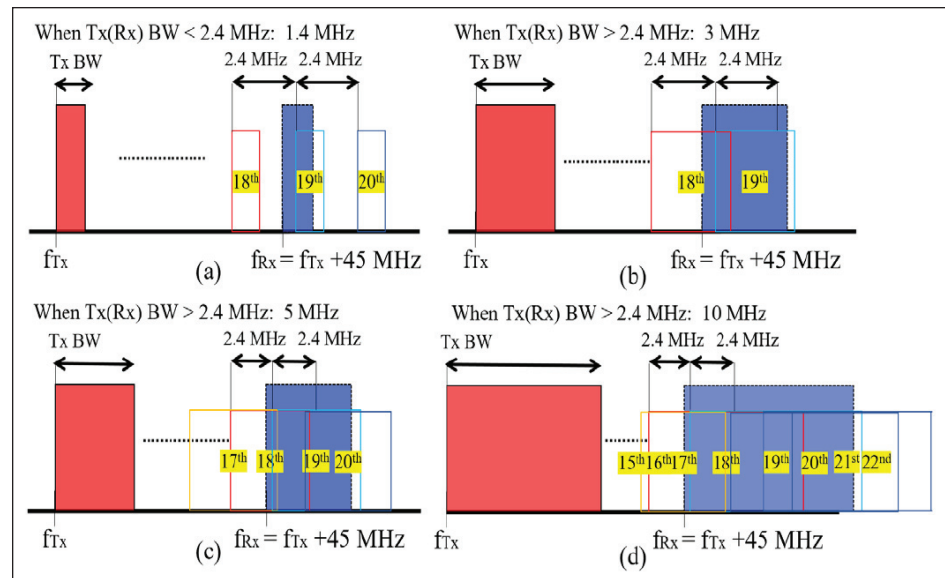 When Tx(Rx) BW < 2.4 MHz: 1.4 MHz
Tx BW
2.4 MHz 2.4 MHz
18th 19th 20th
fTx
fRx = fTx +45 MHz
(a)
When Tx(Rx) BW > 2.4 MHz: 3 MHz
Tx BW
2.4 MHz 2.4 MHz
18th 19th
fTx
fRx = fTx +45 MHz
(b)
When Tx(Rx) BW > 2.4 MHz: 5 MHz
Tx BW
2.4 MHz 2.4 MHz
17th 18th 19th 20th
fTx
fRx = fTx +45 MHz
(c)
When Tx(Rx) BW > 2.4 MHz: 10 MHz
Tx BW
2.4 MHz 2.4 MHz
15th 16th 17th 18th 19th 20th 21st 22nd
fTx
fRx = fTx +45 MHz
(d)